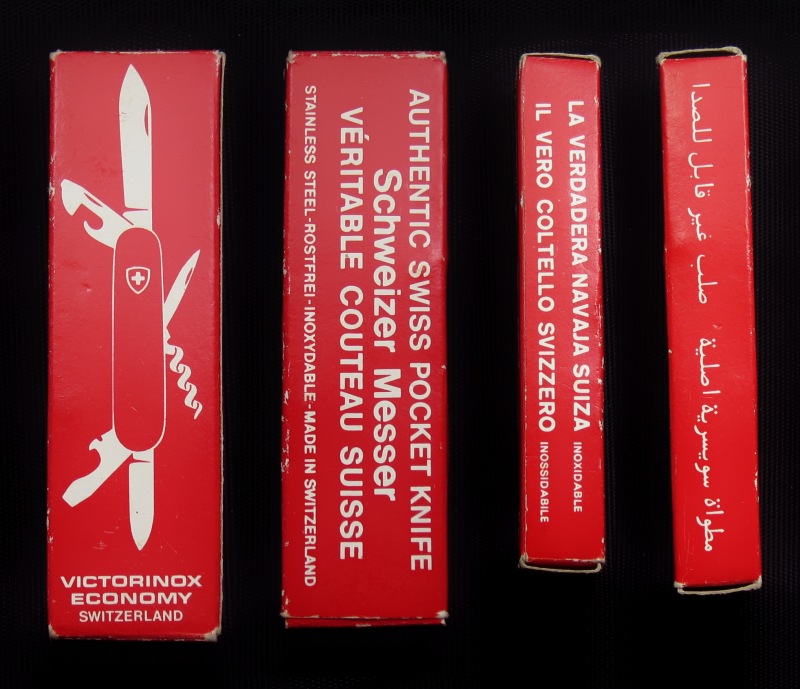 VICTORINOX
ECONOMY
SWITZERLAND
AUTHENTIC SWISS POCKET KNIFE
Schweizer Messer
VÉRITABLE COUTEAU SUISSE
STAINLESS STEEL-ROSTFREI-INOXYDABLE-MADE IN SWITZERLAND
LA VERDADERA NAVAJA SUIZA INOXIDABLE
IL VERO COLTELLO SVIZZERO INOSSIDABILE
مطواة سويسرية اصلية صلب غير قابل للصدا